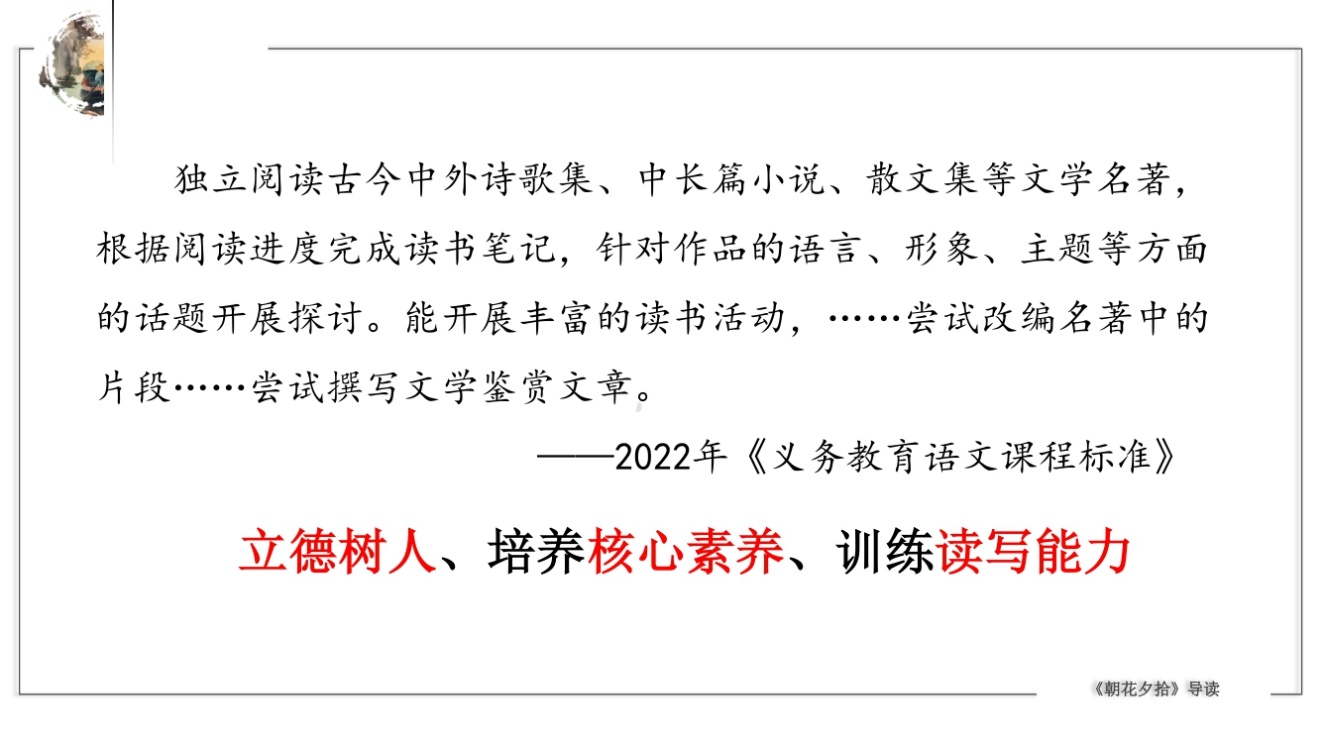 独立阅读古今中外诗歌集、中长篇小说、散文集等文学名著，
根据阅读进度完成读书笔记，针对作品的语言、形象、主题等方面
的话题开展探讨。能开展丰富的读书活动，……尝试改编名著中的
片段……尝试撰写文学鉴赏文章。
——2022年《义务教育语文课程标准》
立德树人、培养核心素养、训练读写能力
《朝花夕拾》导读